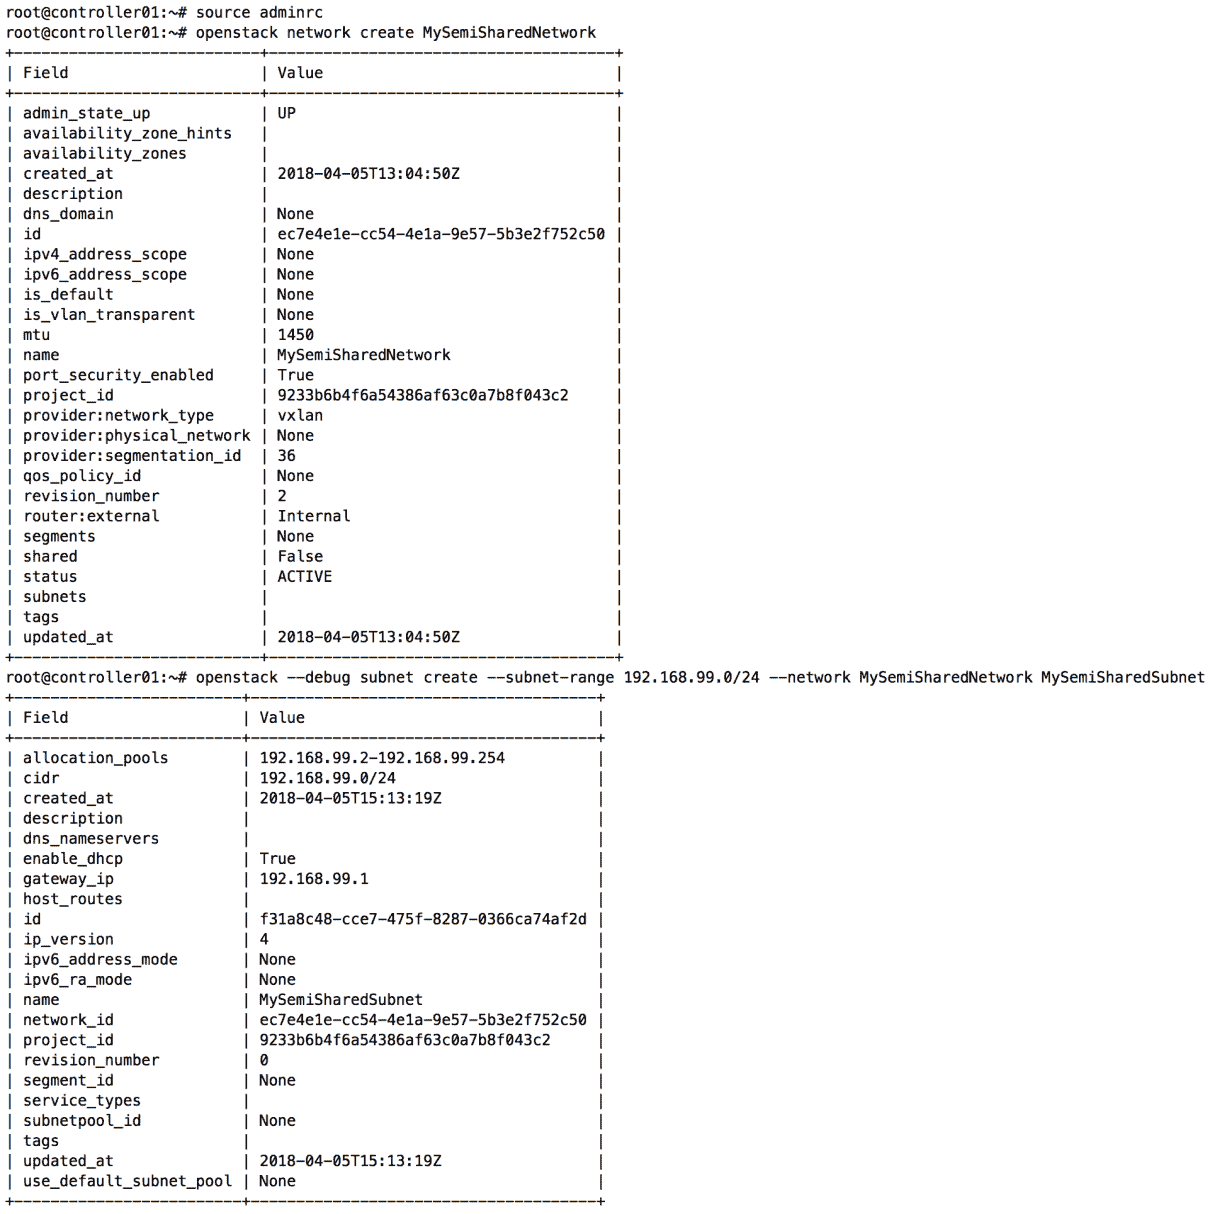 root@controller01:~# source adminrc
root@controller01:~# openstack network create MySemiSharedNetwork
+---------------------------+--------------------------------------+
| Field                     | Value                                |
+---------------------------+--------------------------------------+
| admin_state_up            | UP                                   |
| availability_zone_hints   |                                      |
| availability_zones        |                                      |
| created_at                | 2018-04-05T13:04:50Z                 |
| description               |                                      |
| dns_domain                | None                                 |
| id                        | ec7e4e1e-cc54-4e1a-9e57-5b3e2f752c50 |
| ipv4_address_scope        | None                                 |
| ipv6_address_scope        | None                                 |
| is_default                | None                                 |
| is_vlan_transparent       | None                                 |
| mtu                       | 1450                                 |
| name                      | MySemiSharedNetwork                  |
| port_security_enabled     | True                                 |
| project_id                | 9233b6b4f6a54386af63c0a7b8f043c2     |
| provider:network_type     | vxlan                                |
| provider:physical_network | None                                 |
| provider:segmentation_id  | 36                                   |
| qos_policy_id             | None                                 |
| revision_number           | 2                                    |
| router:external           | Internal                             |
| segments                  | None                                 |
| shared                    | False                                |
| status                    | ACTIVE                               |
| subnets                   |                                      |
| tags                      |                                      |
| updated_at                | 2018-04-05T13:04:50Z                 |
+---------------------------+--------------------------------------+
root@controller01:~# openstack --debug subnet create --subnet-range 192.168.99.0/24 --network MySemiSharedNetwork MySemiSharedSubnet
+-------------------------+--------------------------------------+
| Field                   | Value                                |
+-------------------------+--------------------------------------+
| allocation_pools        | 192.168.99.2-192.168.99.254          |
| cidr                    | 192.168.99.0/24                      |
| created_at              | 2018-04-05T15:13:19Z                 |
| description             |                                      |
| dns_nameservers         |                                      |
| enable_dhcp             | True                                 |
| gateway_ip              | 192.168.99.1                         |
| host_routes             |                                      |
| id                      | f31a8c48-cce7-475f-8287-0366ca74af2d |
| ip_version              | 4                                    |
| ipv6_address_mode       | None                                 |
| ipv6_ra_mode            | None                                 |
| name                    | MySemiSharedSubnet                   |
| network_id              | ec7e4e1e-cc54-4e1a-9e57-5b3e2f752c50 |
| project_id              | 9233b6b4f6a54386af63c0a7b8f043c2     |
| revision_number         | 0                                    |
| segment_id              | None                                 |
| service_types           |                                      |
| subnetpool_id           | None                                 |
| tags                    |                                      |
| updated_at              | 2018-04-05T15:13:19Z                 |
| use_default_subnet_pool | None                                 |
+-------------------------+--------------------------------------+